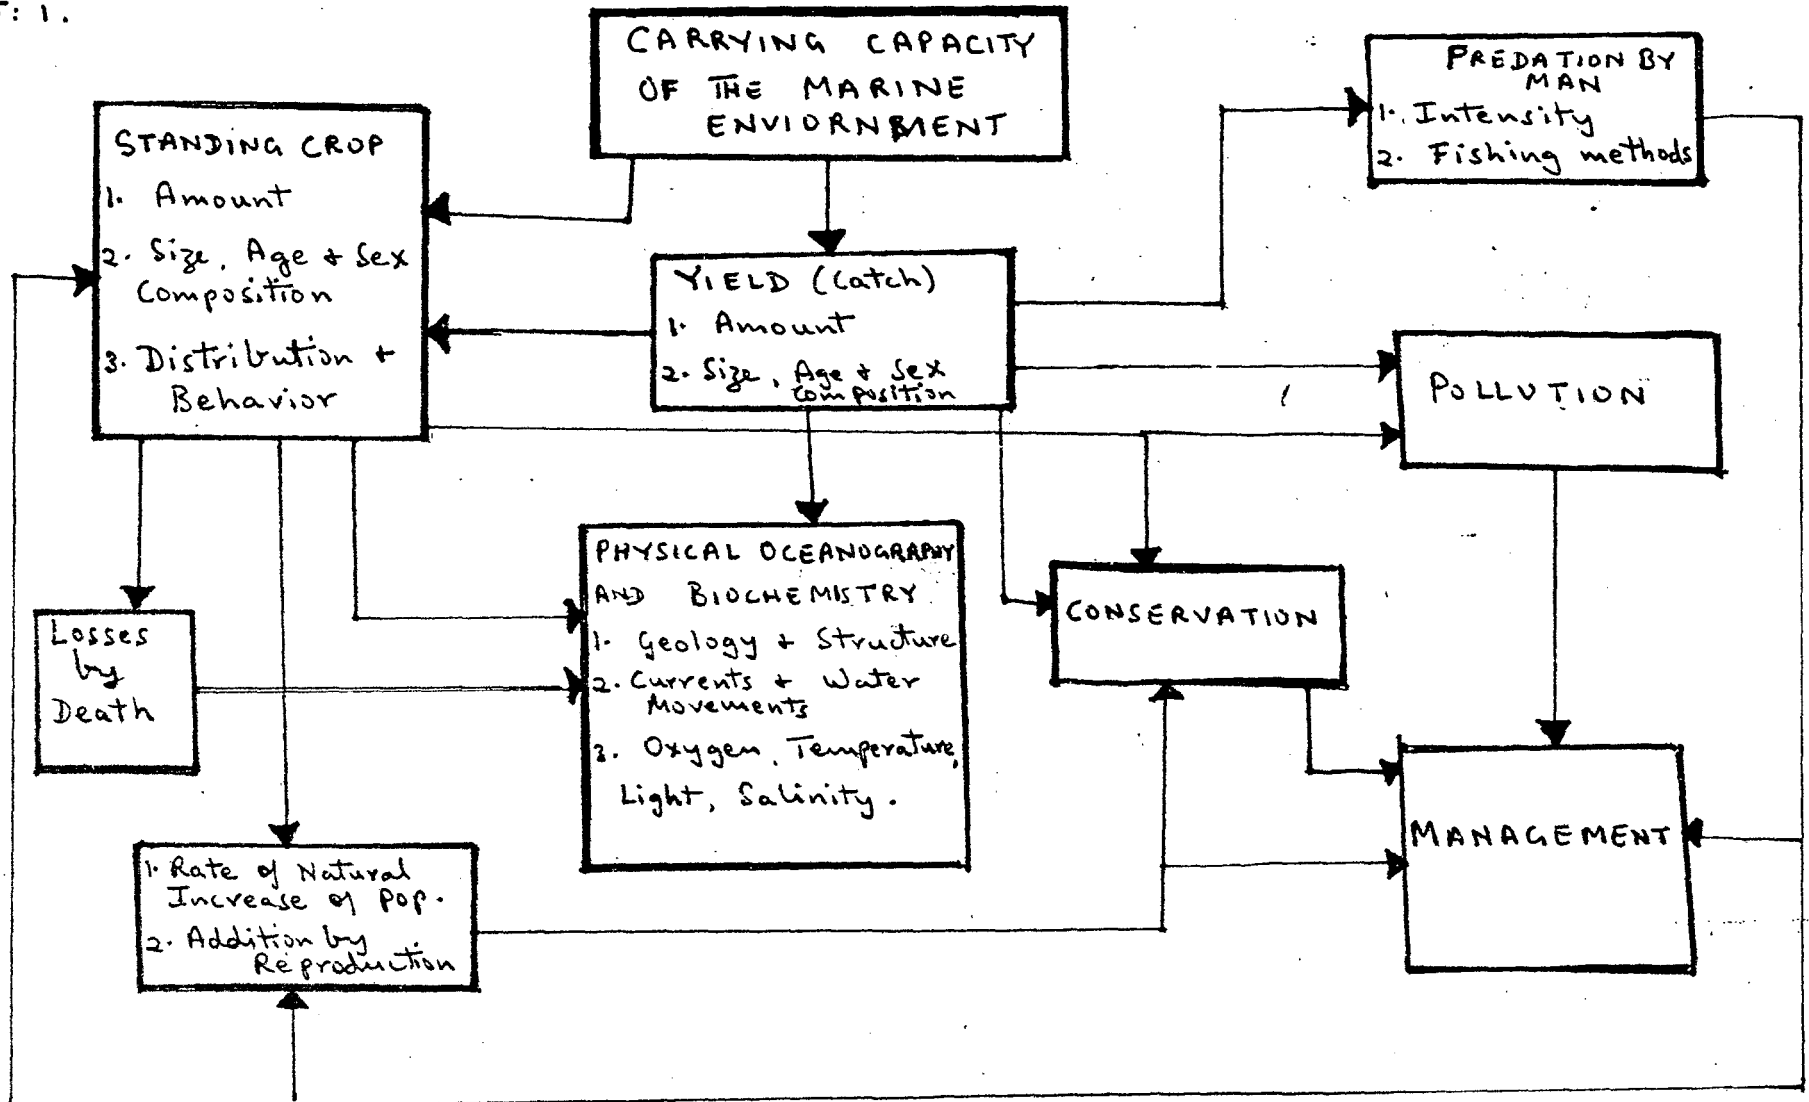 : 1.
CARRYING CAPACITY
OF THE MARINE
ENVIORNMENT
PREDATION BY
MAN
1. Intensity
2. Fishing methods
STANDING CROP
1. Amount
2. Size, Age + Sex
Composition
3. Distribution +
Behavior
YIELD (Catch)
1. Amount
2. Size, Age + Sex
Composition
POLLUTION
PHYSICAL OCEANOGRAPHY
AND BIOCHEMISTRY
1. Geology + Structure
2. Currents + Water
Movements
3. Oxygen, Temperature,
Light, Salinity.
CONSERVATION
Losses
by
Death
MANAGEMENT
1. Rate of Natural
Increase of Pop.
2. Addition by
Reproduction